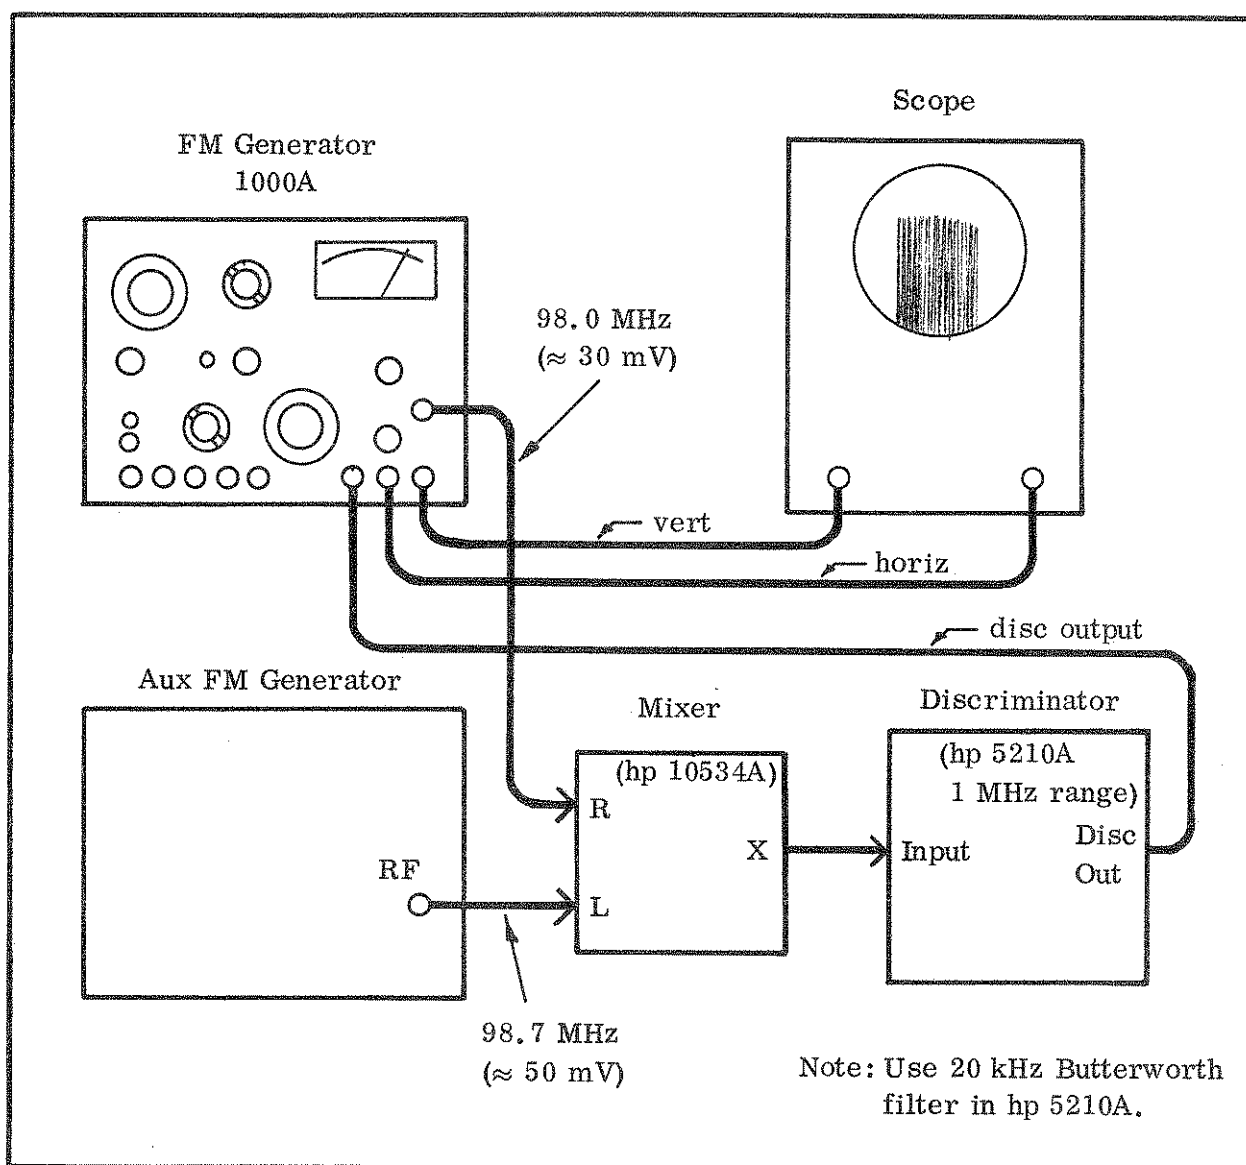 Scope
FM Generator
1000A
98.0 MHz
(≈ 30 mV)
vert
horiz
disc output
Aux FM Generator
RF
98.7 MHz
(≈ 50 mV)
Mixer
(hp 10534A)
R
X
L
Discriminator
(hp 5210A
1 MHz range)
Input
Disc
Out
Note: Use 20 kHz Butterworth
filter in hp 5210A.